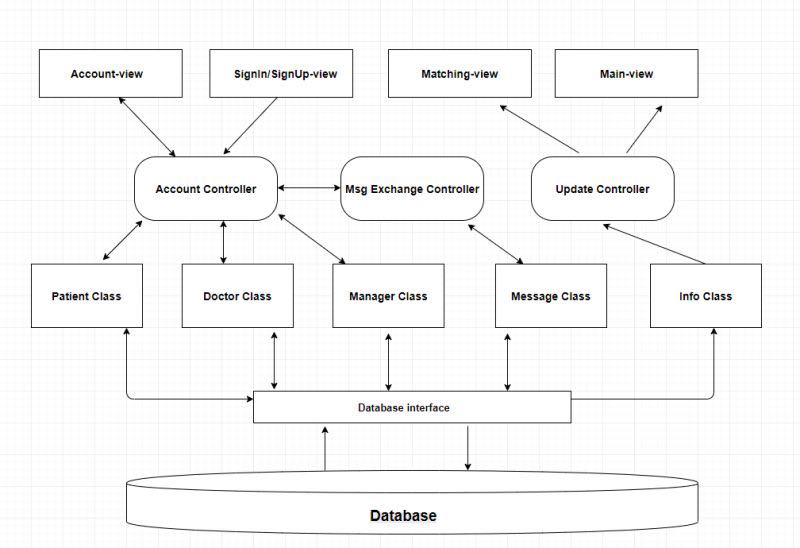 Account-view
SignIn/SignUp-view
Matching-view
Main-view
Account Controller
Msg Exchange Controller
Update Controller
Patient Class
Doctor Class
Manager Class
Message Class
Info Class
Database interface
Database